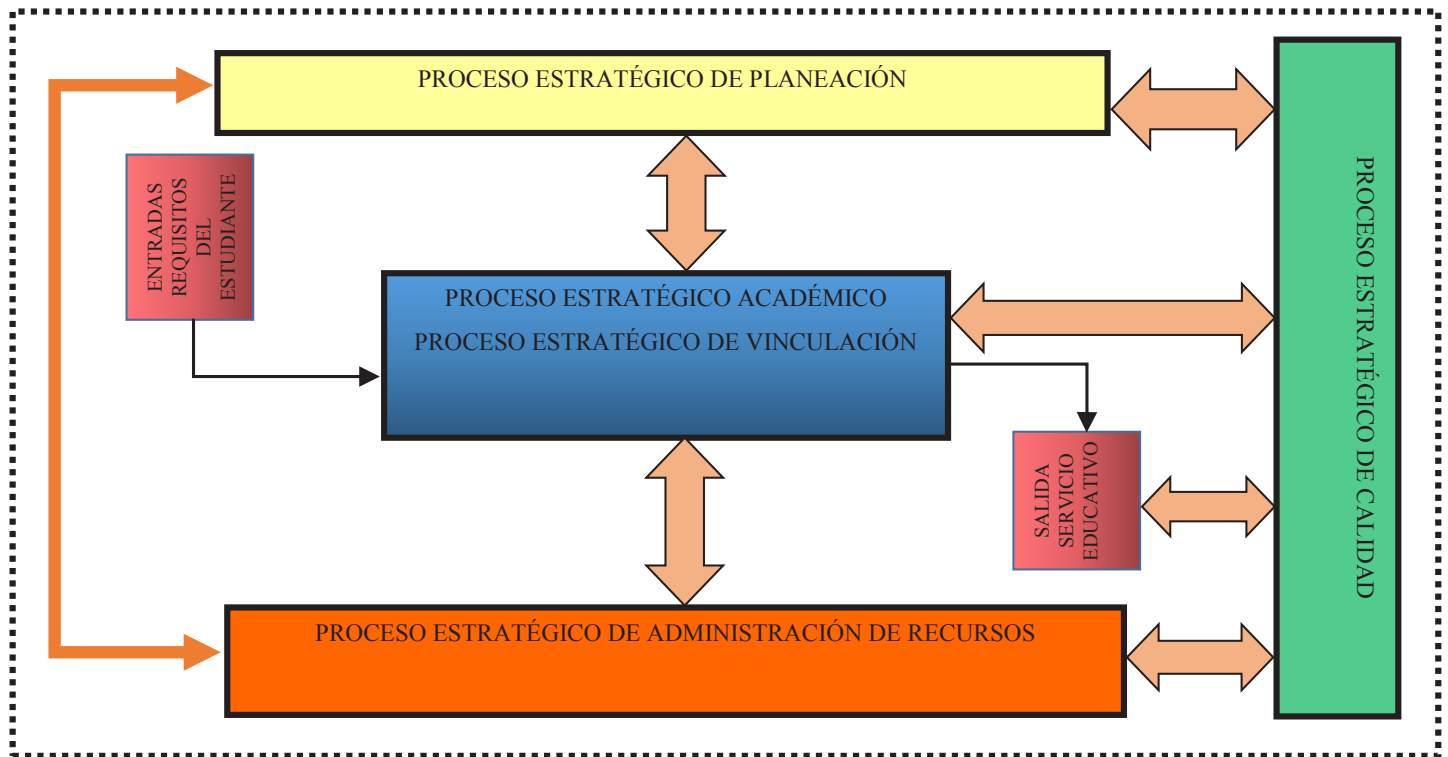 PROCESO ESTRATÉGICO DE PLANEACIÓN
ENTRADAS
REQUISITOS
DEL
ESTUDIANTE
PROCESO ESTRATÉGICO ACADÉMICO
PROCESO ESTRATÉGICO DE VINCULACIÓN
SALIDA
SERVICIO
EDUCATIVO
PROCESO ESTRATÉGICO DE ADMINISTRACIÓN DE RECURSOS
PROCESO ESTRATÉGICO DE CALIDAD